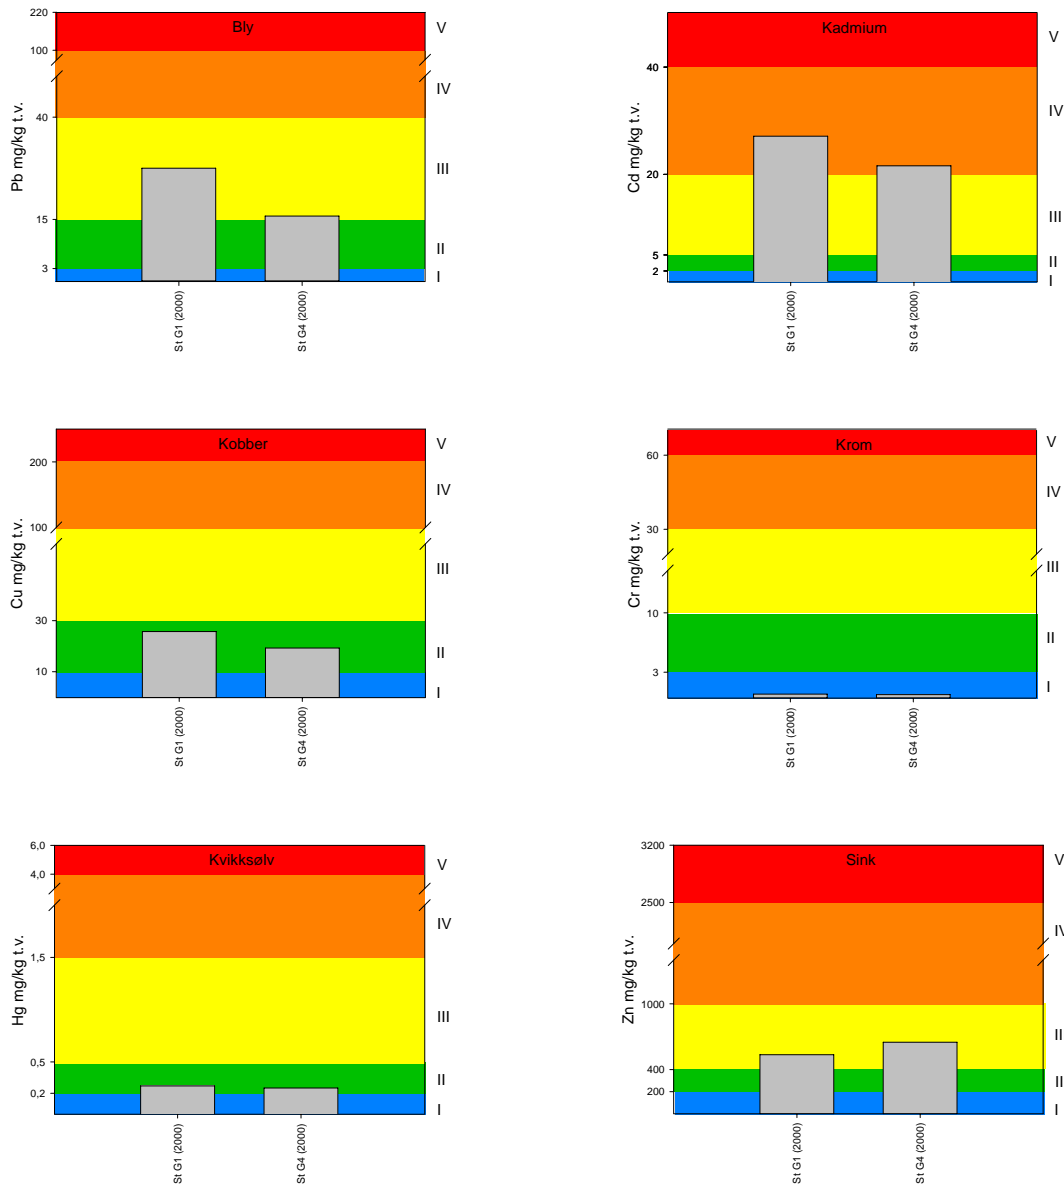 Bly
Pb mg/kg t.v.
220
100
40
15
3
V
IV
III
II
I
St G1 (2000)
St G4 (2000)
Kadmium
Cd mg/kg t.v.
40
20
5
2
V
IV
III
II
I
St G1 (2000)
St G4 (2000)
Kobber
Cu mg/kg t.v.
200
100
30
10
V
IV
III
II
I
St G1 (2000)
St G4 (2000)
Krom
Cr mg/kg t.v.
60
30
10
3
V
IV
III
II
I
St G1 (2000)
St G4 (2000)
Kvikksølv
Hg mg/kg t.v.
6,0
4,0
1,5
0,5
0,2
V
IV
III
II
I
St G1 (2000)
St G4 (2000)
Sink
Zn mg/kg t.v.
3200
2500
1000
400
200
V
IV
II
II
I
St G1 (2000)
St G4 (2000)